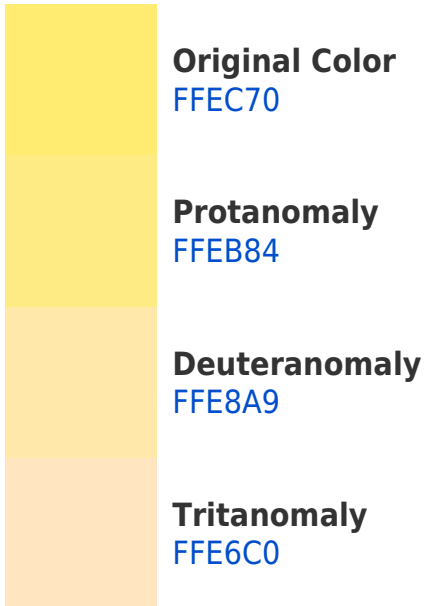 Original Color
FFEC70
Protanomaly
FFEB84
Deuteranomaly
FFE8A9
Tritanomaly
FFE6C0